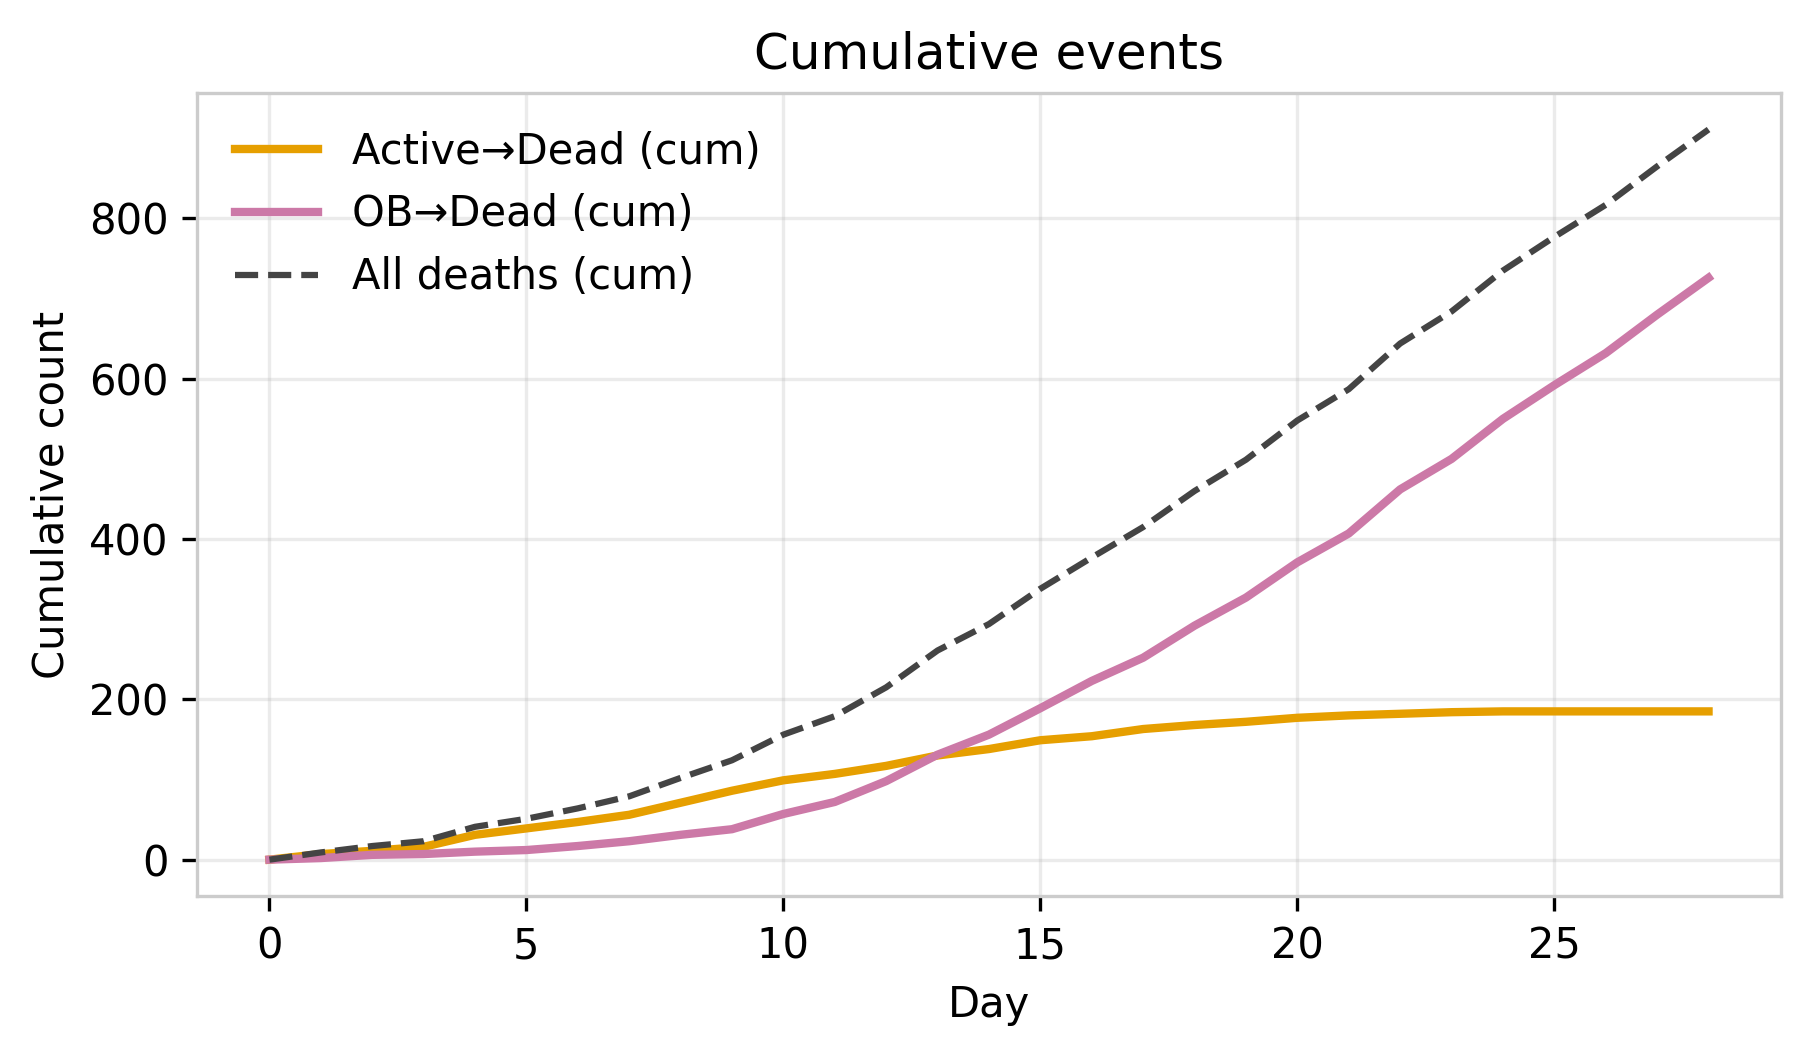 Cumulative events
Active→Dead (cum)
OB→Dead (cum)
All deaths (cum)
Cumulative count
800
600
400
200
0
0 5 10 15 20 25
Day